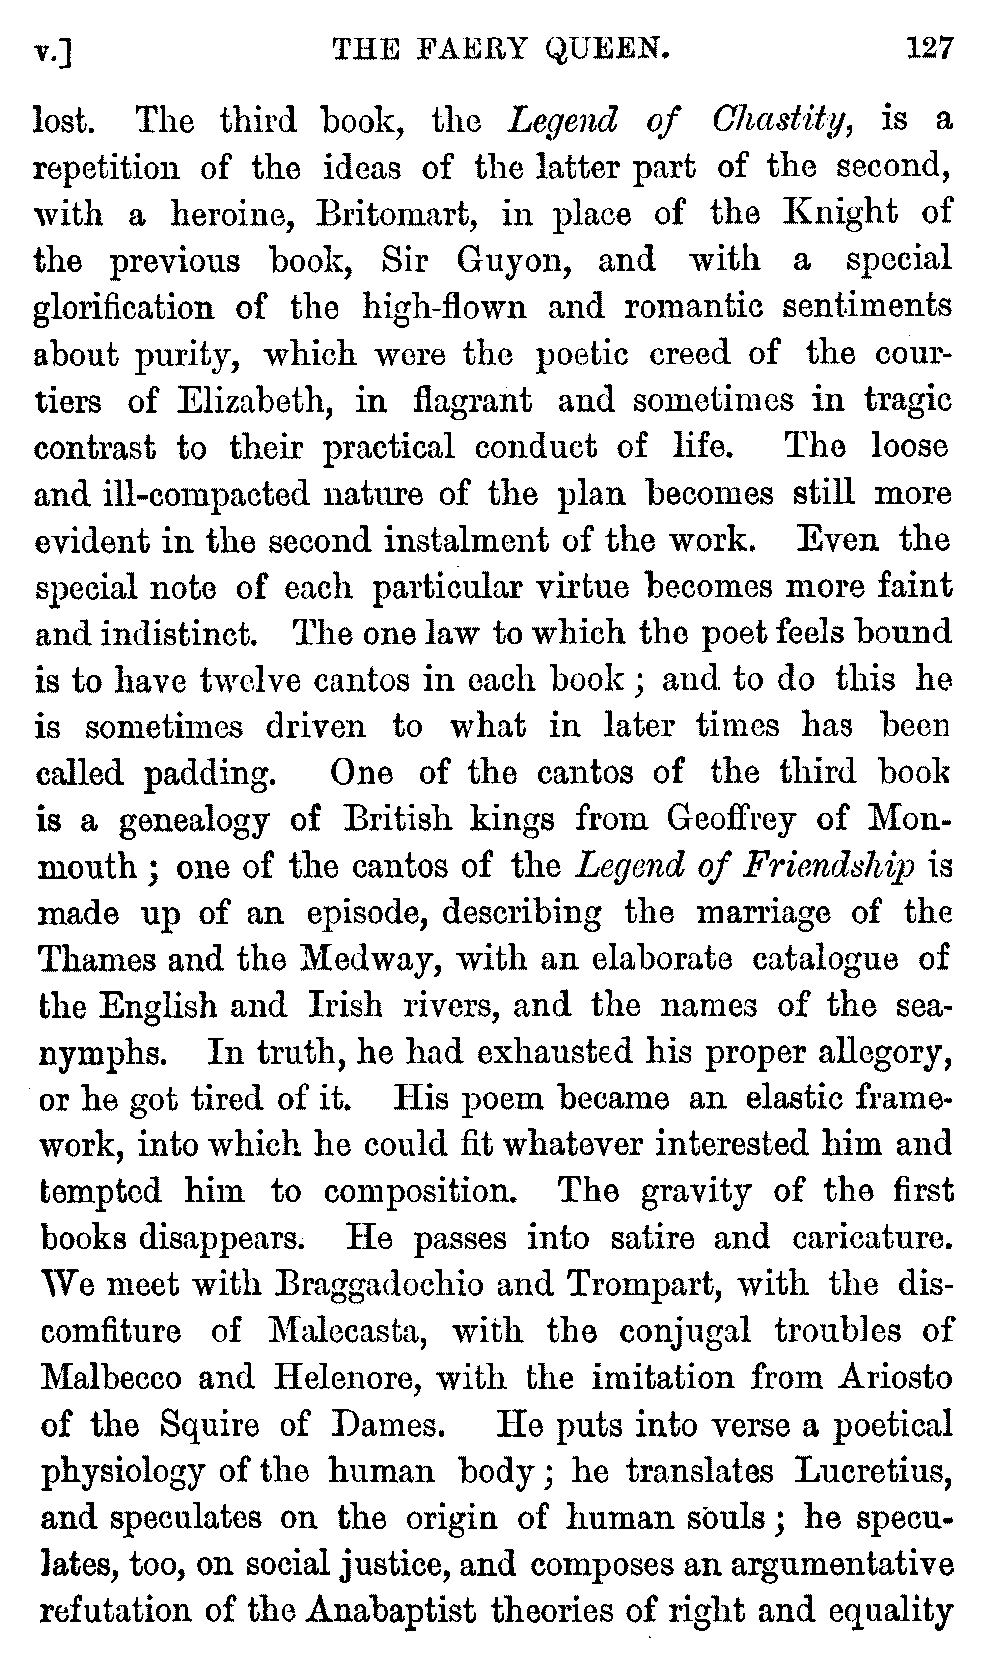 v.] THE FAERY QUEEN. 127
lost. The third book, the Legend of Chastity, is a
repetition of the ideas of the latter part of the second,
with a heroine, Britomart, in place of the Knight of
the previous book, Sir Guyon, and with a special
glorification of the high-flown and romantic sentiments
about purity, which were the poetic creed of the cour-
tiers of Elizabeth, in flagrant and sometimes in tragic
contrast to their practical conduct of life. The loose
and ill-compacted nature of the plan becomes still more
evident in the second instalment of the work. Even the
special note of each particular virtue becomes more faint
and indistinct. The one law to which the poet feels bound
is to have twelve cantos in each book ; and to do this he
is sometimes driven to what in later times has been
called padding. One of the cantos of the third book
is a genealogy of British kings from Geoffrey of Mon-
mouth ; one of the cantos of the Legend of Friendship is
made up of an episode, describing the marriage of the
Thames and the Medway, with an elaborate catalogue of
the English and Irish rivers, and the names of the sea-
nymphs. In truth, he had exhausted his proper allegory,
or he got tired of it. His poem became an elastic frame-
work, into which he could fit whatever interested him and
tempted him to composition. The gravity of the first
books disappears. He passes into satire and caricature.
We meet with Braggadochio and Trompart, with the dis-
comfiture of Malecasta, with the conjugal troubles of
Malbecco and Helenore, with the imitation from Ariosto
of the Squire of Dames. He puts into verse a poetical
physiology of the human body ; he translates Lucretius,
and speculates on the origin of human souls ; he specu-
lates, too, on social justice, and composes an argumentative
refutation of the Anabaptist theories of right and equality